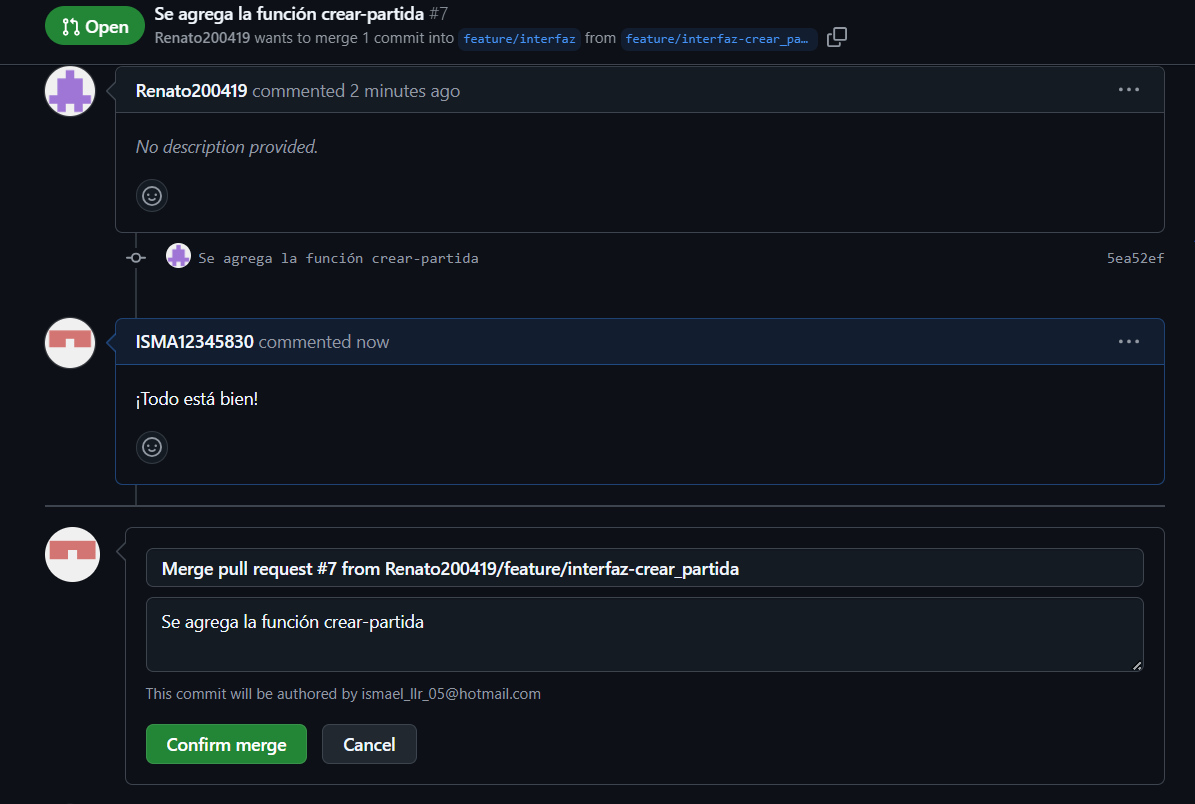 Open
Se agrega la función crear-partida #7
Renato200419 wants to merge 1 commit into feature/interfaz from feature/interfaz-crear_pa…
Renato200419 commented 2 minutes ago
No description provided.
Se agrega la función crear-partida 5ea52ef
ISMA12345830 commented now
¡Todo está bien!
Merge pull request #7 from Renato200419/feature/interfaz-crear_partida
Se agrega la función crear-partida
This commit will be authored by ismael_llr_05@hotmail.com
Confirm merge Cancel